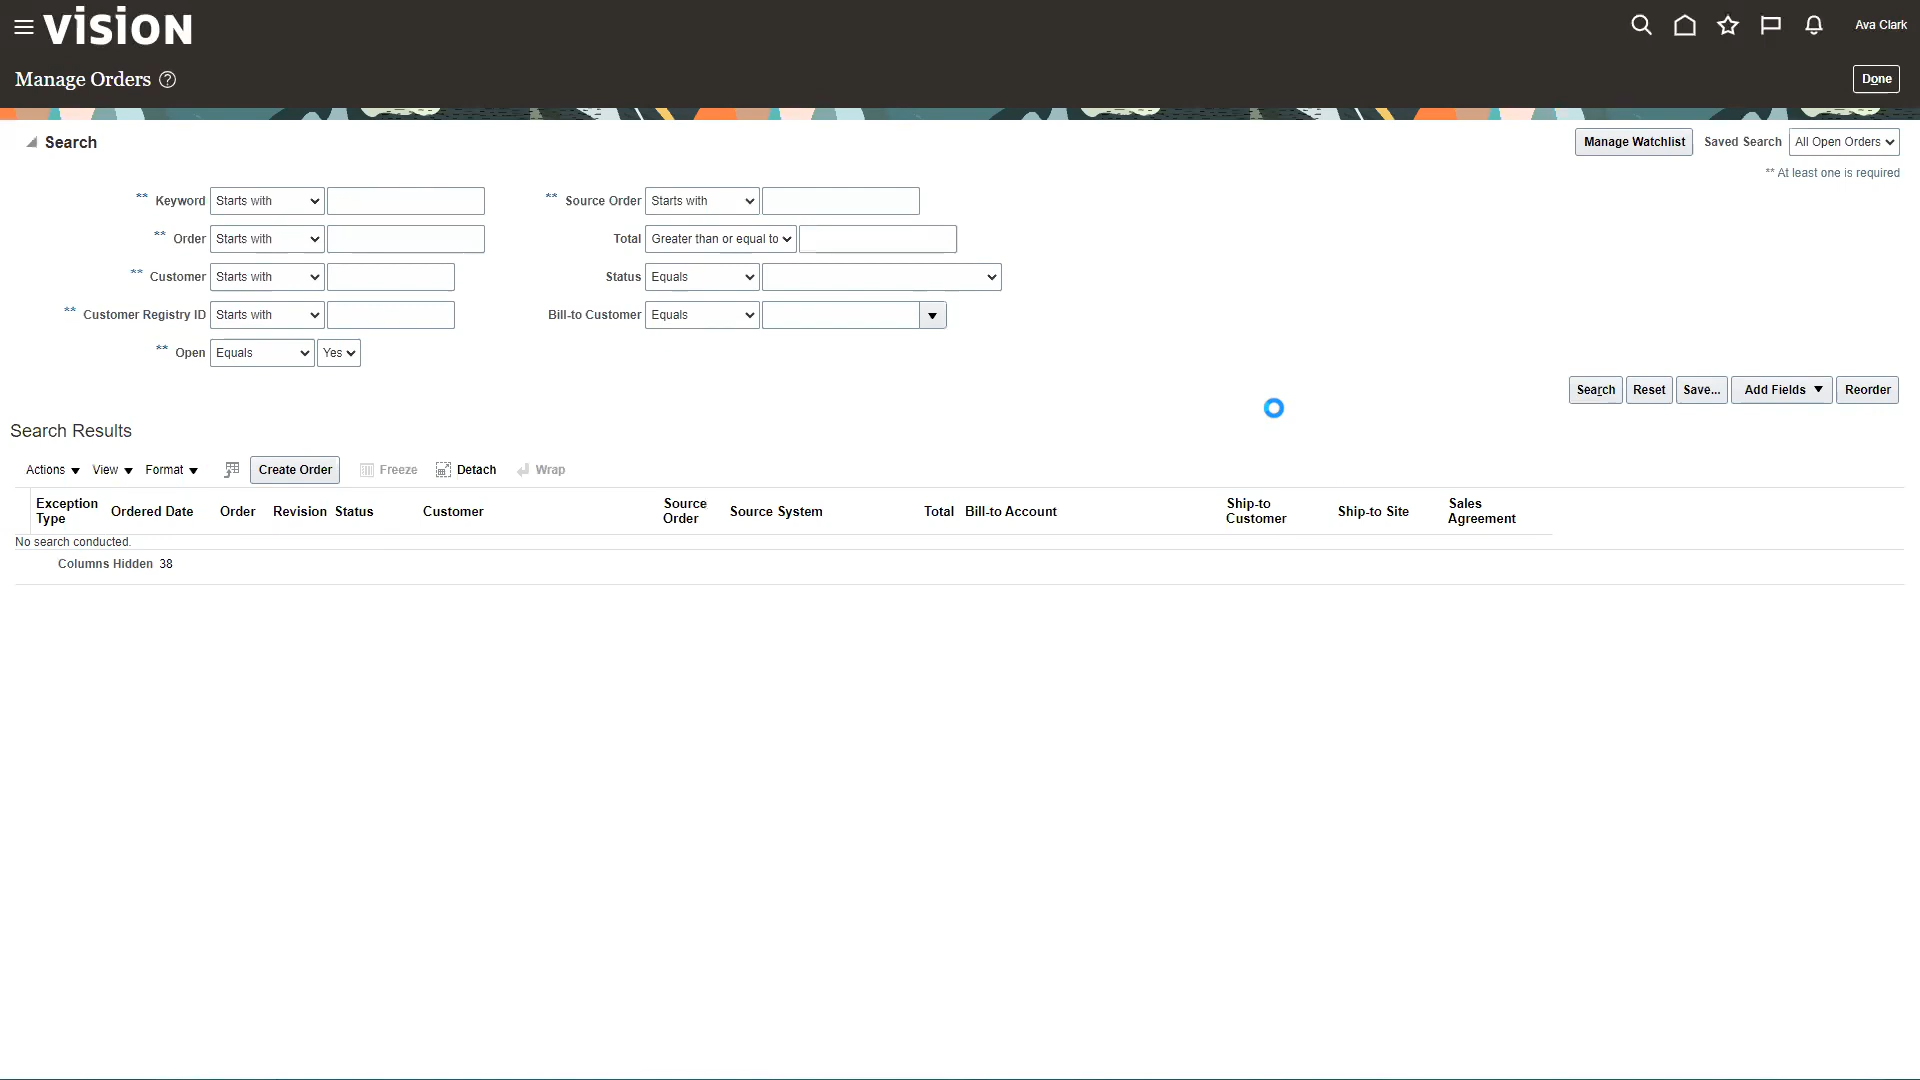 vision
Ava Clark
Manage Orders ?
Done
Search
Manage Watchlist Saved Search All Open Orders
** At least one is required
** Keyword Starts with
** Source Order Starts with
** Order Starts with
Total Greater than or equal to
** Customer Starts with
Status Equals
** Customer Registry ID Starts with
Bill-to Customer Equals
** Open Equals Yes
Search Reset Save... Add Fields Reorder
Search Results
Actions View Format Create Order Freeze Detach Wrap
Exception Type Ordered Date Order Revision Status Customer Source Order Source System Total Bill-to Account Ship-to Customer Ship-to Site Sales Agreement
No search conducted.
Columns Hidden 38